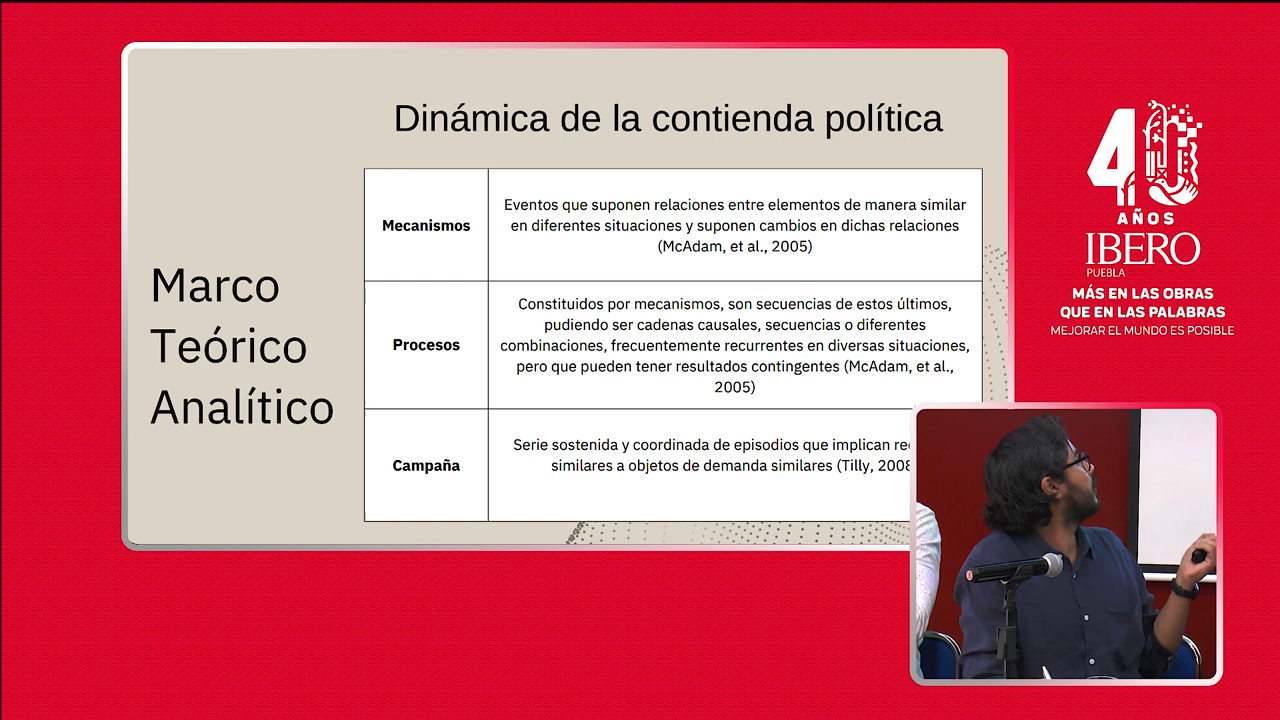 Dinámica de la contienda política
Marco
Teórico
Analítico
Mecanismos
Eventos que suponen relaciones entre elementos de manera similar
en diferentes situaciones y suponen cambios en dichas relaciones
(McAdam, et al., 2005)
Procesos
Constituidos por mecanismos, son secuencias de estos últimos,
pudiendo ser cadenas causales, secuencias o diferentes
combinaciones, frecuentemente recurrentes en diversas situaciones,
pero que pueden tener resultados contingentes (McAdam, et al.,
2005)
Campaña
Serie sostenida y coordinada de episodios que implican
similares a objetos de demanda similares (Tilly, 2008
40
AÑOS
IBERO
PUEBLA
MÁS EN LAS OBRAS
QUE EN LAS PALABRAS
MEJORAR EL MUNDO ES POSIBLE